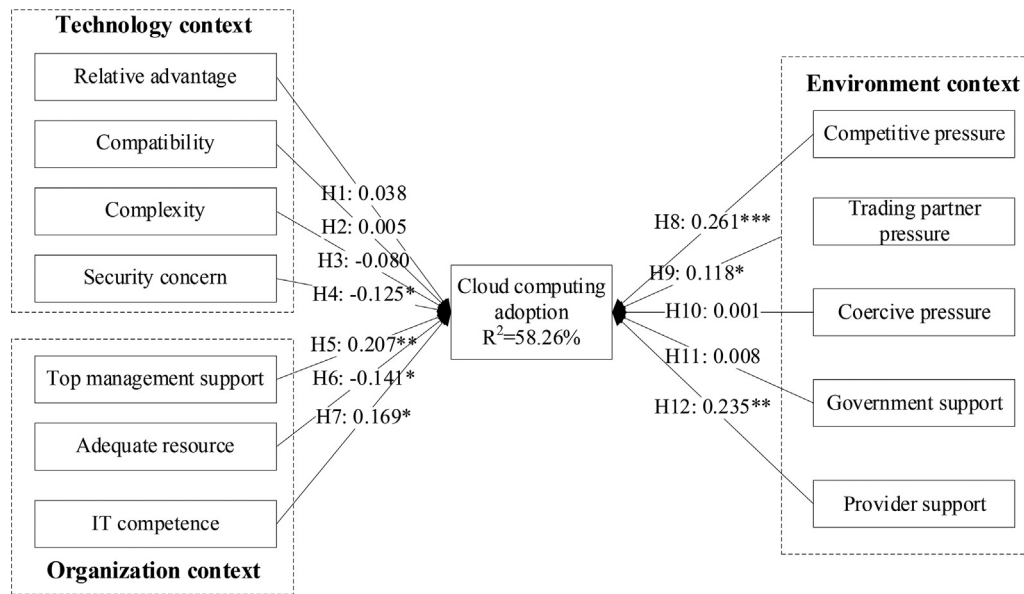 Technology context
Relative advantage
Compatibility
Complexity
Security concern
Top management support
Adequate resource
IT competence
Organization context
H1: 0.038
H2: 0.005
H3: -0.080
H4: -0.125*
H5: 0.207**
H6: -0.141*
H7: 0.169*
Cloud computing
adoption
R²=58.26%
H8: 0.261***
H9: 0.118*
H10: 0.001
H11: 0.008
H12: 0.235**
Environment context
Competitive pressure
Trading partner
pressure
Coercive pressure
Government support
Provider support